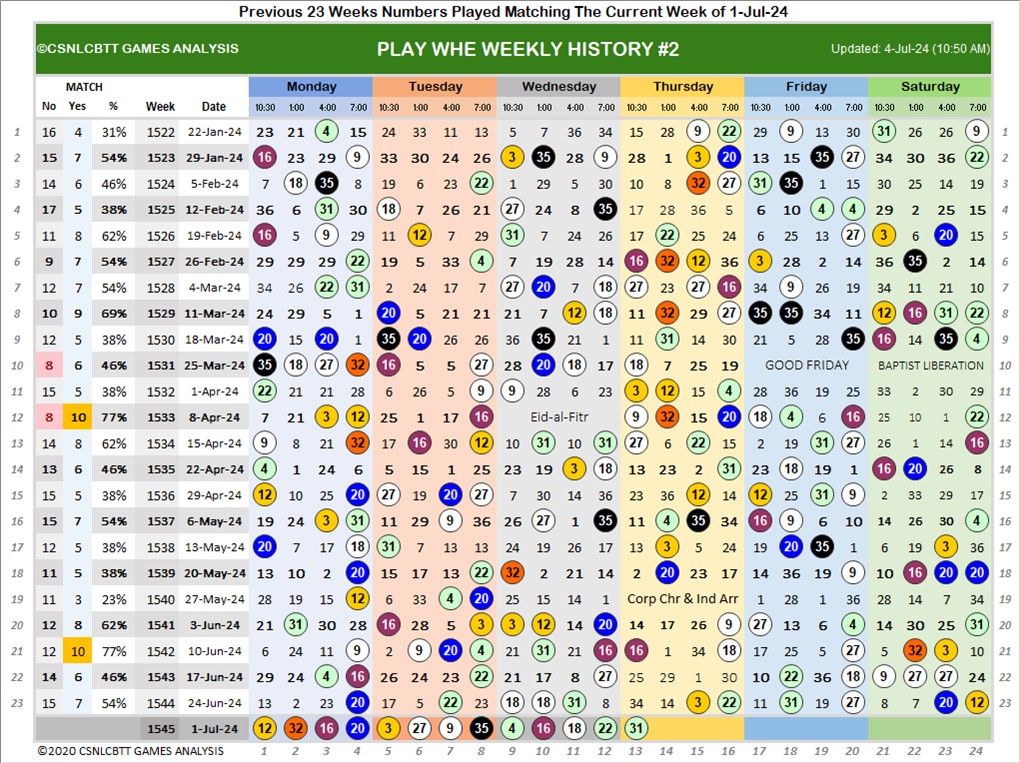 Previous 23 Weeks Numbers Played Matching The Current Week of 1-Jul-24
©CSNLCBTT GAMES ANALYSIS PLAY WHE WEEKLY HISTORY #2 Updated: 4-Jul-24 (10:50 AM)
MATCH Monday Tuesday Wednesday Thursday Friday Saturday
No Yes % Week Date 10:30 1:00 4:00 7:00 10:30 1:00 4:00 7:00 10:30 1:00 4:00 7:00 10:30 1:00 4:00 7:00 10:30 1:00 4:00 7:00 10:30 1:00 4:00 7:00
1 16 4 31% 1522 22-Jan-24 23 21 4 15 24 33 11 13 5 7 36 34 15 28 9 22 29 9 13 30 31 26 26 9 1
2 15 7 54% 1523 29-Jan-24 16 23 29 9 33 30 24 26 3 35 28 9 28 1 3 20 13 15 35 27 34 30 36 22 2
3 14 6 46% 1524 5-Feb-24 7 18 35 8 19 6 23 22 1 29 5 30 10 8 32 27 31 35 1 15 30 25 14 19 3
4 17 5 38% 1525 12-Feb-24 36 6 31 30 18 7 26 21 27 24 8 35 17 28 36 5 6 10 4 4 29 2 25 15 4
5 11 8 62% 1526 19-Feb-24 16 5 9 29 11 12 7 29 31 7 24 26 17 22 25 24 6 25 13 27 3 6 20 15 5
6 9 7 54% 1527 26-Feb-24 29 29 29 22 19 5 33 4 7 19 28 14 16 32 12 36 3 28 2 14 36 35 2 14 6
7 12 7 54% 1528 4-Mar-24 34 26 22 31 2 24 17 7 27 20 7 18 27 23 27 16 34 9 26 29 34 11 21 10 7
8 10 9 69% 1529 11-Mar-24 24 29 5 1 20 5 21 21 21 7 12 18 11 32 29 27 35 35 34 11 12 16 31 22 8
9 12 5 38% 1530 18-Mar-24 20 7 20 1 35 20 26 26 36 35 21 1 11 31 14 30 21 5 28 35 16 14 35 4 9
10 8 6 46% 1531 25-Mar-24 35 18 27 32 16 5 5 27 28 20 18 17 18 7 25 19 GOOD FRIDAY BAPTIST LIBERATION 10
11 12 5 38% 1532 1-Apr-24 22 21 21 28 6 26 5 9 9 8 6 23 3 12 15 4 28 36 19 25 33 2 30 29 11
12 8 10 77% 1533 8-Apr-24 7 21 3 12 25 1 17 16 Eid-al-Fitr 9 32 15 20 18 4 6 16 25 5 1 22 12
13 14 8 62% 1534 15-Apr-24 9 8 21 32 17 16 30 12 10 31 10 31 27 6 22 15 2 19 31 27 26 1 14 16 13
14 13 6 46% 1535 22-Apr-24 4 1 24 6 5 15 1 25 23 19 3 18 13 23 2 31 23 18 19 1 16 20 26 8 14
15 15 5 38% 1536 29-Apr-24 12 10 25 20 27 19 20 27 7 30 14 36 23 36 12 15 12 25 31 9 2 33 29 17 15
16 15 7 54% 1537 6-May-24 19 24 3 31 11 29 9 36 26 27 1 35 11 4 35 34 16 9 6 10 14 26 30 4 16
17 12 5 38% 1538 13-May-24 20 7 17 18 31 7 13 13 24 19 26 17 13 3 5 24 19 20 35 1 6 19 3 36 17
18 11 5 38% 1539 20-May-24 13 10 2 20 15 17 13 22 32 2 21 14 2 20 23 17 14 36 19 9 10 16 20 20 18
19 11 3 23% 1540 27-May-24 28 19 15 12 6 33 4 20 25 15 14 1 Corp Chr & Ind Arr 1 28 1 36 28 14 7 34 19
20 12 8 62% 1541 3-Jun-24 21 31 30 28 16 28 5 3 3 12 14 20 14 17 26 9 27 13 6 4 14 30 25 31 20
21 12 10 77% 1542 10-Jun-24 6 24 11 9 2 9 20 4 21 31 21 16 16 1 34 18 17 25 5 27 5 32 3 10 21
22 14 6 46% 1543 17-Jun-24 29 24 4 16 26 24 23 22 21 17 8 27 25 29 1 30 10 22 36 18 9 27 27 24 22
23 15 7 54% 1544 24-Jun-24 13 2 23 20 17 5 22 23 18 18 31 8 34 14 3 22 11 31 19 27 8 7 20 12 23
1545 1-Jul-24 12 32 16 20 3 27 9 35 4 16 18 22 31
©2020 CSNLCBTT GAMES ANALYSIS 1 2 3 4 5 6 7 8 9 10 11 12 13 14 15 16 17 18 19 20 21 22 23 24